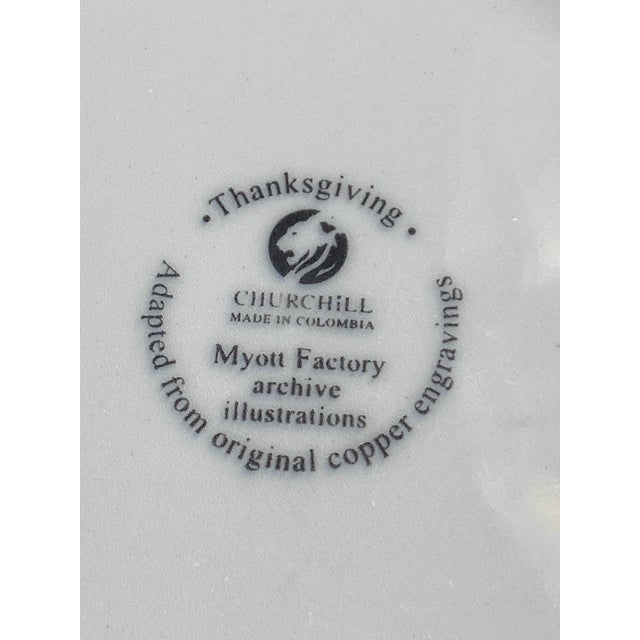 • Thanksgiving •
CHURCHiLL
MADE IN COLOMBIA
Myott Factory
archive
illustrations
Adapted from original copper engravings